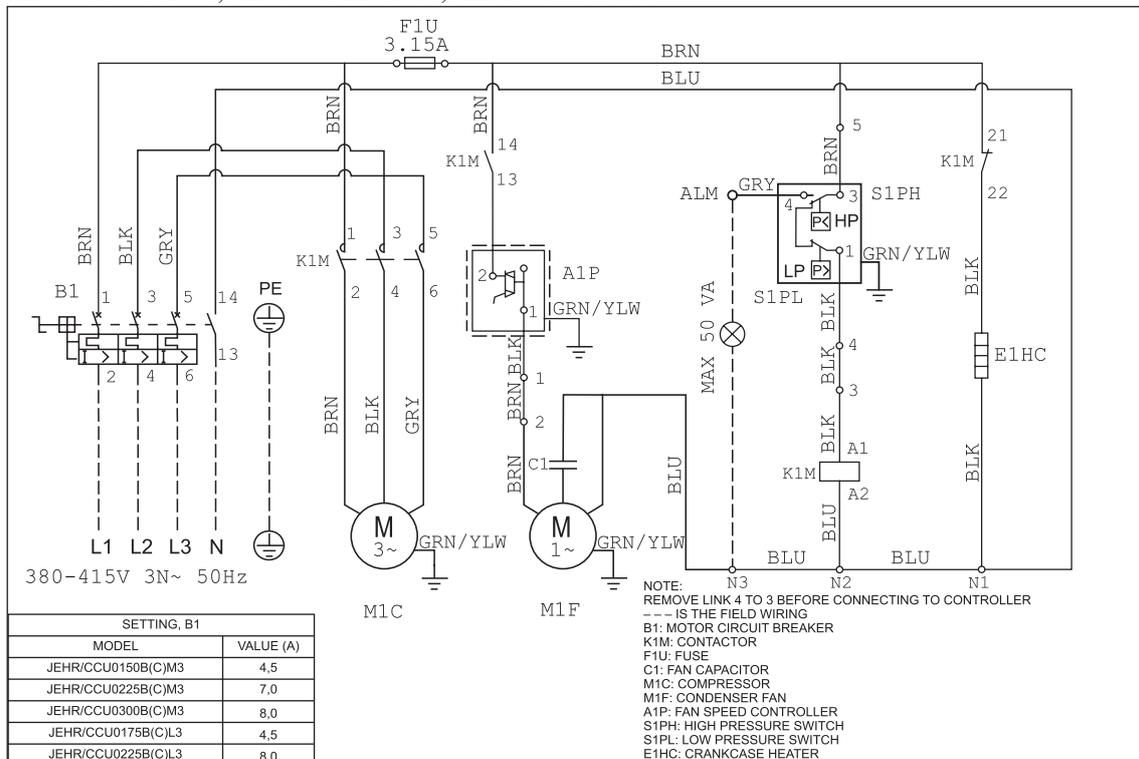 F1U
3.15A
BRN
BLU
BRN
BRN
14
K1M
13
5
BRN
21
K1M
22
ALM
GRY
4
3
S1PH
P<
HP
1
LP
P>
GRN/YLW
S1PL
BRN
BLK
GRY
B1
1
3
5
14
PE
13
2
4
6
1
3
5
K1M
2
4
6
2
A1P
1
GRN/YLW
BLK
1
BRN
2
BRN
C1
MAX 50 VA
BLK
4
BLK
3
BLK
A1
K1M
A2
BLU
BLK
E1HC
BLK
BRN
BLK
GRY
BLU
L1 L2 L3 N
380-415V 3N~ 50Hz
M
3~
GRN/YLW
M1C
M
1~
GRN/YLW
M1F
BLU
BLU
N3
N2
N1
NOTE:
REMOVE LINK 4 TO 3 BEFORE CONNECTING TO CONTROLLER
--- IS THE FIELD WIRING
B1: MOTOR CIRCUIT BREAKER
K1M: CONTACTOR
F1U: FUSE
C1: FAN CAPACITOR
M1C: COMPRESSOR
M1F: CONDENSER FAN
A1P: FAN SPEED CONTROLLER
S1PH: HIGH PRESSURE SWITCH
S1PL: LOW PRESSURE SWITCH
E1HC: CRANKCASE HEATER
SETTING, B1
MODEL VALUE (A)
JEHR/CCU0150B(C)M3 4,5
JEHR/CCU0225B(C)M3 7,0
JEHR/CCU0300B(C)M3 8,0
JEHR/CCU0175B(C)L3 4,5
JEHR/CCU0225B(C)L3 8,0